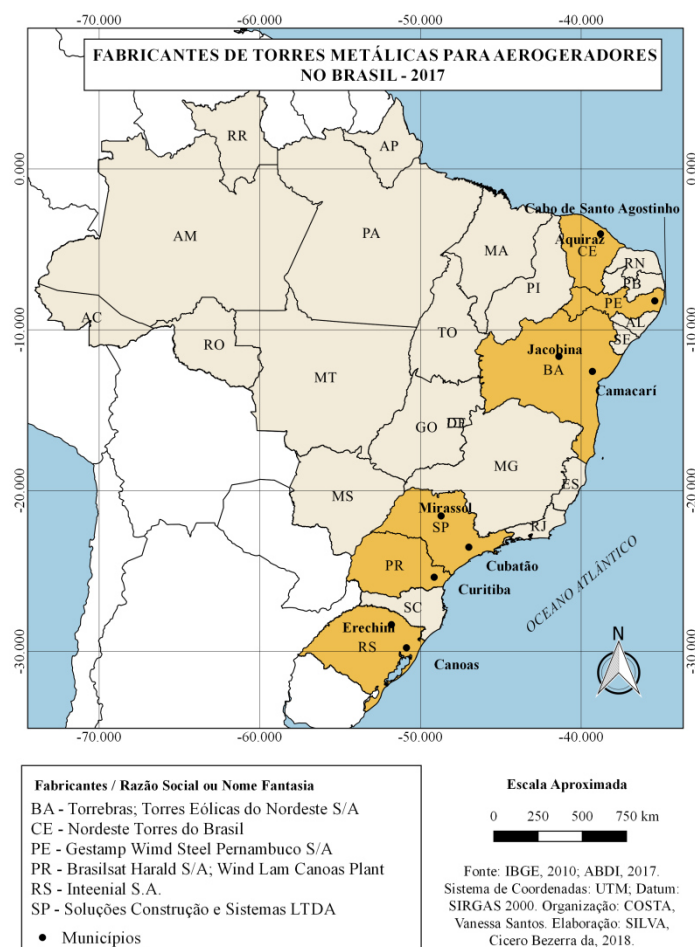 -70.000 -60.000 -50.000 -40.000
FABRICANTES DE TORRES METÁLICAS PARA AEROGERADORES
NO BRASIL - 2017
RR
AP
0.000 0.000
Cabo de Santo Agostinho
AM
PA
MA
Aquiraz
CE
RN
PB
PI
PE
AC
AL
-10.000 -10.000
SE
RO
TO
Jacobina
BA
MT
Camacarí
GO
DF
MG
MS
ES
-20.000 -20.000
Mirassol
SP
RJ
PR
Cubatão
Curitiba
OCEANO ATLÂNTICO
SC
Erechim
RS
N
-30.000 -30.000
Canoas
-70.000 -60.000 -50.000 -40.000
Fabricantes / Razão Social ou Nome Fantasia
BA - Torrebras; Torres Eólicas do Nordeste S/A
CE - Nordeste Torres do Brasil
PE - Gestamp Wimd Steel Pernambuco S/A
PR - Brasilsat Harald S/A; Wind Lam Canoas Plant
RS - Inteenial S.A.
SP - Soluções Construção e Sistemas LTDA
Municípios
Escala Aproximada
0 250 500 750 km
Fonte: IBGE, 2010; ABDI, 2017.
Sistema de Coordenadas: UTM; Datum:
SIRGAS 2000. Organização: COSTA,
Vanessa Santos. Elaboração: SILVA,
Cicero Bezerra da, 2018.